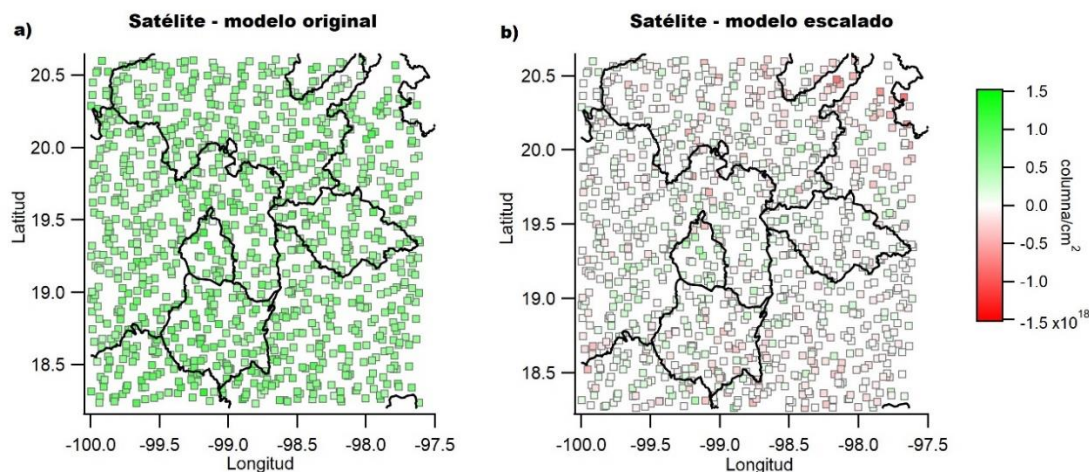 a)
Satélite - modelo original
20.5
20.0
19.5
19.0
18.5
Latitud
-100.0 -99.5 -99.0 -98.5 -98.0 -97.5
Longitud
b)
Satélite - modelo escalado
20.5
20.0
19.5
19.0
18.5
Latitud
-100.0 -99.5 -99.0 -98.5 -98.0 -97.5
Longitud
1.5
1.0
0.5
0.0
-0.5
-1.0
-1.5 x10¹⁸
columna/cm²